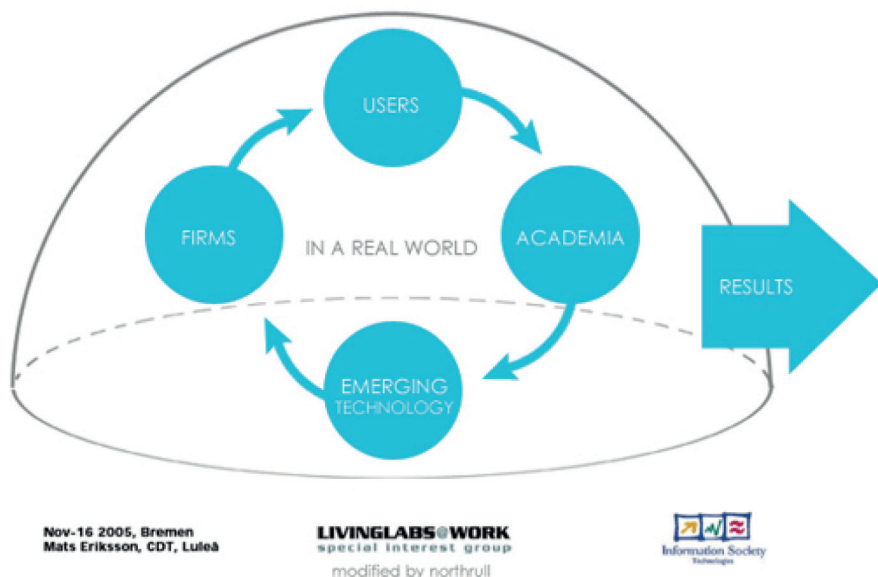 USERS
FIRMS
IN A REAL WORLD
ACADEMIA
RESULTS
EMERGING
TECHNOLOGY
Nov-16 2005, Bremen
Mats Eriksson, CDT, Luleå
LIVINGLABS@WORK
special interest group
modified by northrull
Information Society
Technologies